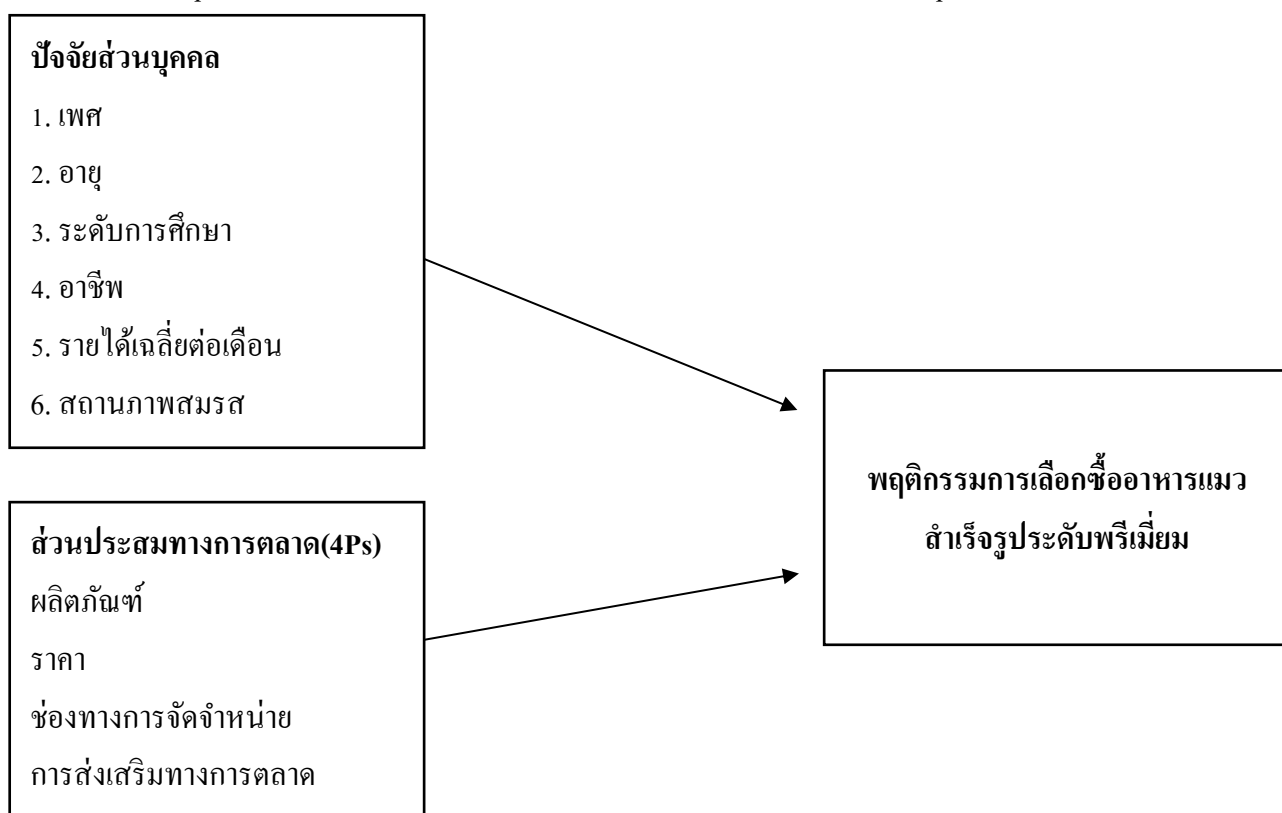 ปัจจัยส่วนบุคคล
1. เพศ
2. อายุ
3. ระดับการศึกษา
4. อาชีพ
5. รายได้เฉลี่ยต่อเดือน
6. สถานภาพสมรส
ส่วนประสมทางการตลาด(4Ps)
ผลิตภัณฑ์
ราคา
ช่องทางการจัดจำหน่าย
การส่งเสริมทางการตลาด
พฤติกรรมการเลือกซื้ออาหารแมว
สำเร็จรูประดับพรีเมี่ยม